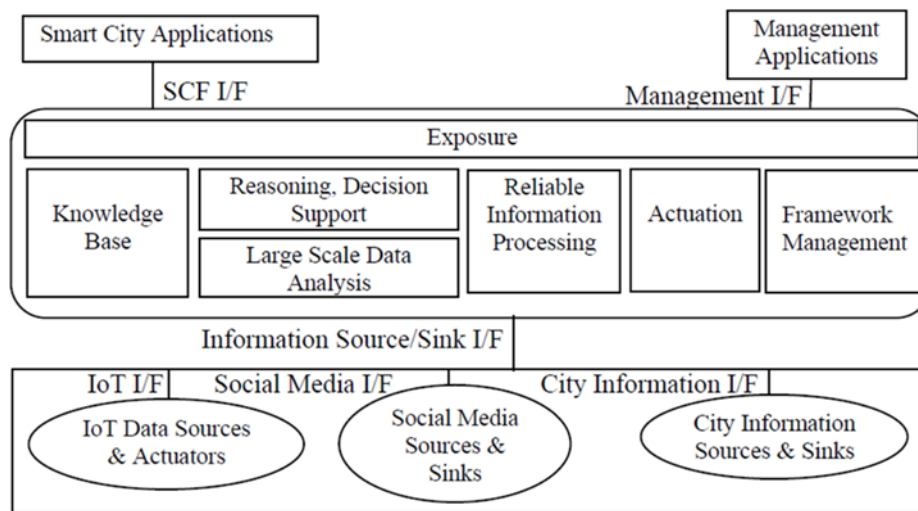 Smart City Applications
Management
Applications
SCF I/F
Management I/F
Exposure
Knowledge
Base
Reasoning, Decision
Support
Large Scale Data
Analysis
Reliable
Information
Processing
Actuation
Framework
Management
Information Source/Sink I/F
IoT I/F
Social Media I/F
City Information I/F
IoT Data Sources
& Actuators
Social Media
Sources &
Sinks
City Information
Sources & Sinks